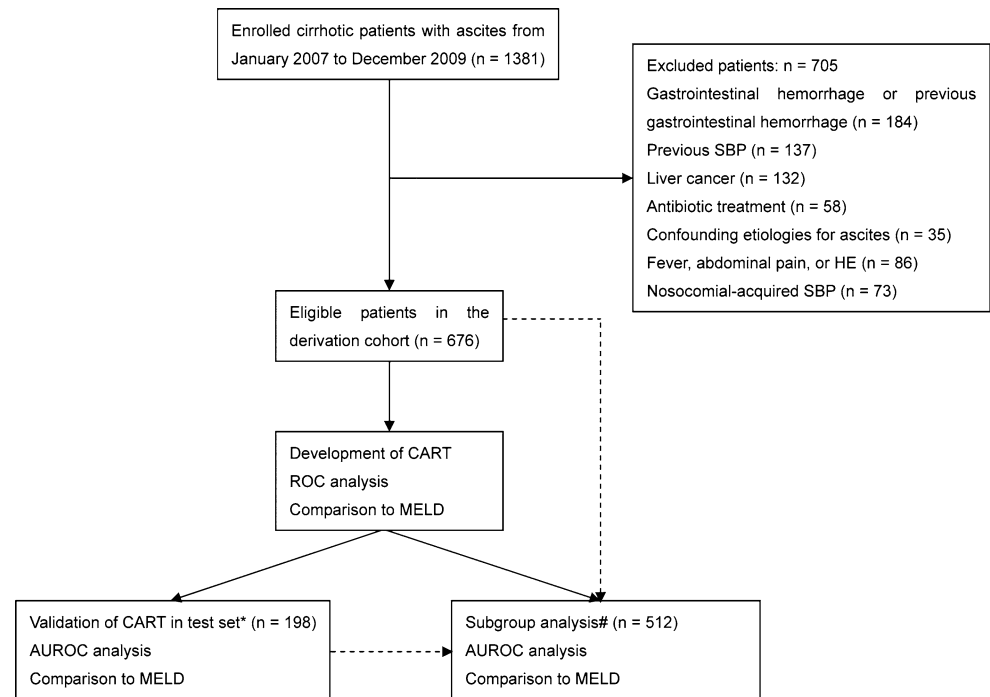 Enrolled cirrhotic patients with ascites from
January 2007 to December 2009 (n = 1381)
Excluded patients: n = 705
Gastrointestinal hemorrhage or previous
gastrointestinal hemorrhage (n = 184)
Previous SBP (n = 137)
Liver cancer (n = 132)
Antibiotic treatment (n = 58)
Confounding etiologies for ascites (n = 35)
Fever, abdominal pain, or HE (n = 86)
Nosocomial-acquired SBP (n = 73)
Eligible patients in the
derivation cohort (n = 676)
Development of CART
ROC analysis
Comparison to MELD
Validation of CART in test set* (n = 198)
AUROC analysis
Comparison to MELD
Subgroup analysis# (n = 512)
AUROC analysis
Comparison to MELD